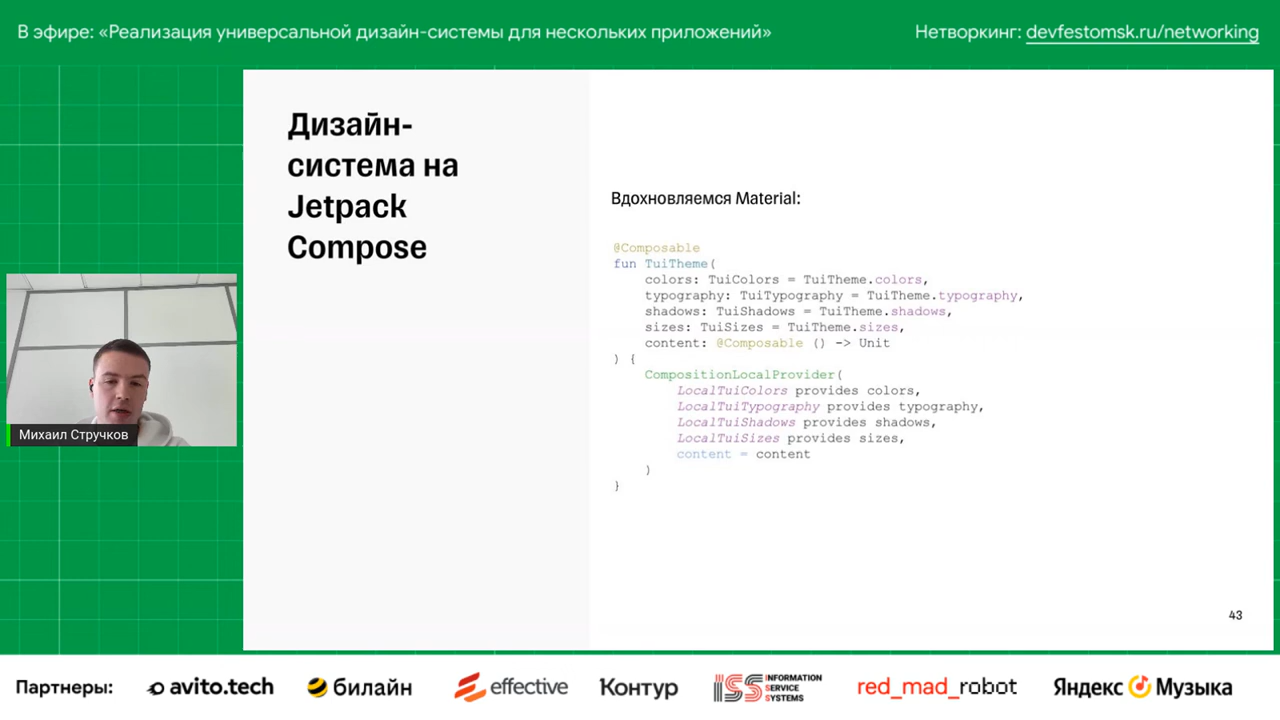 В эфире: «Реализация универсальной дизайн-системы для нескольких приложений»
Нетворкинг: devfestomsk.ru/networking
Дизайн-
система на
Jetpack
Compose
Вдохновляемся Material:
@Composable
fun TuiTheme(
    colors: TuiColors = TuiTheme.colors,
    typography: TuiTypography = TuiTheme.typography,
    shadows: TuiShadows = TuiTheme.shadows,
    sizes: TuiSizes = TuiTheme.sizes,
    content: @Composable () -> Unit
) {
    CompositionLocalProvider(
        LocalTuiColors provides colors,
        LocalTuiTypography provides typography,
        LocalTuiShadows provides shadows,
        LocalTuiSizes provides sizes,
        content = content
    )
}
43
Михаил Стручков
Партнеры: avito.tech билайн effective Контур ISS INFORMATION SERVICE SYSTEMS red_mad_robot Яндекс Музыка